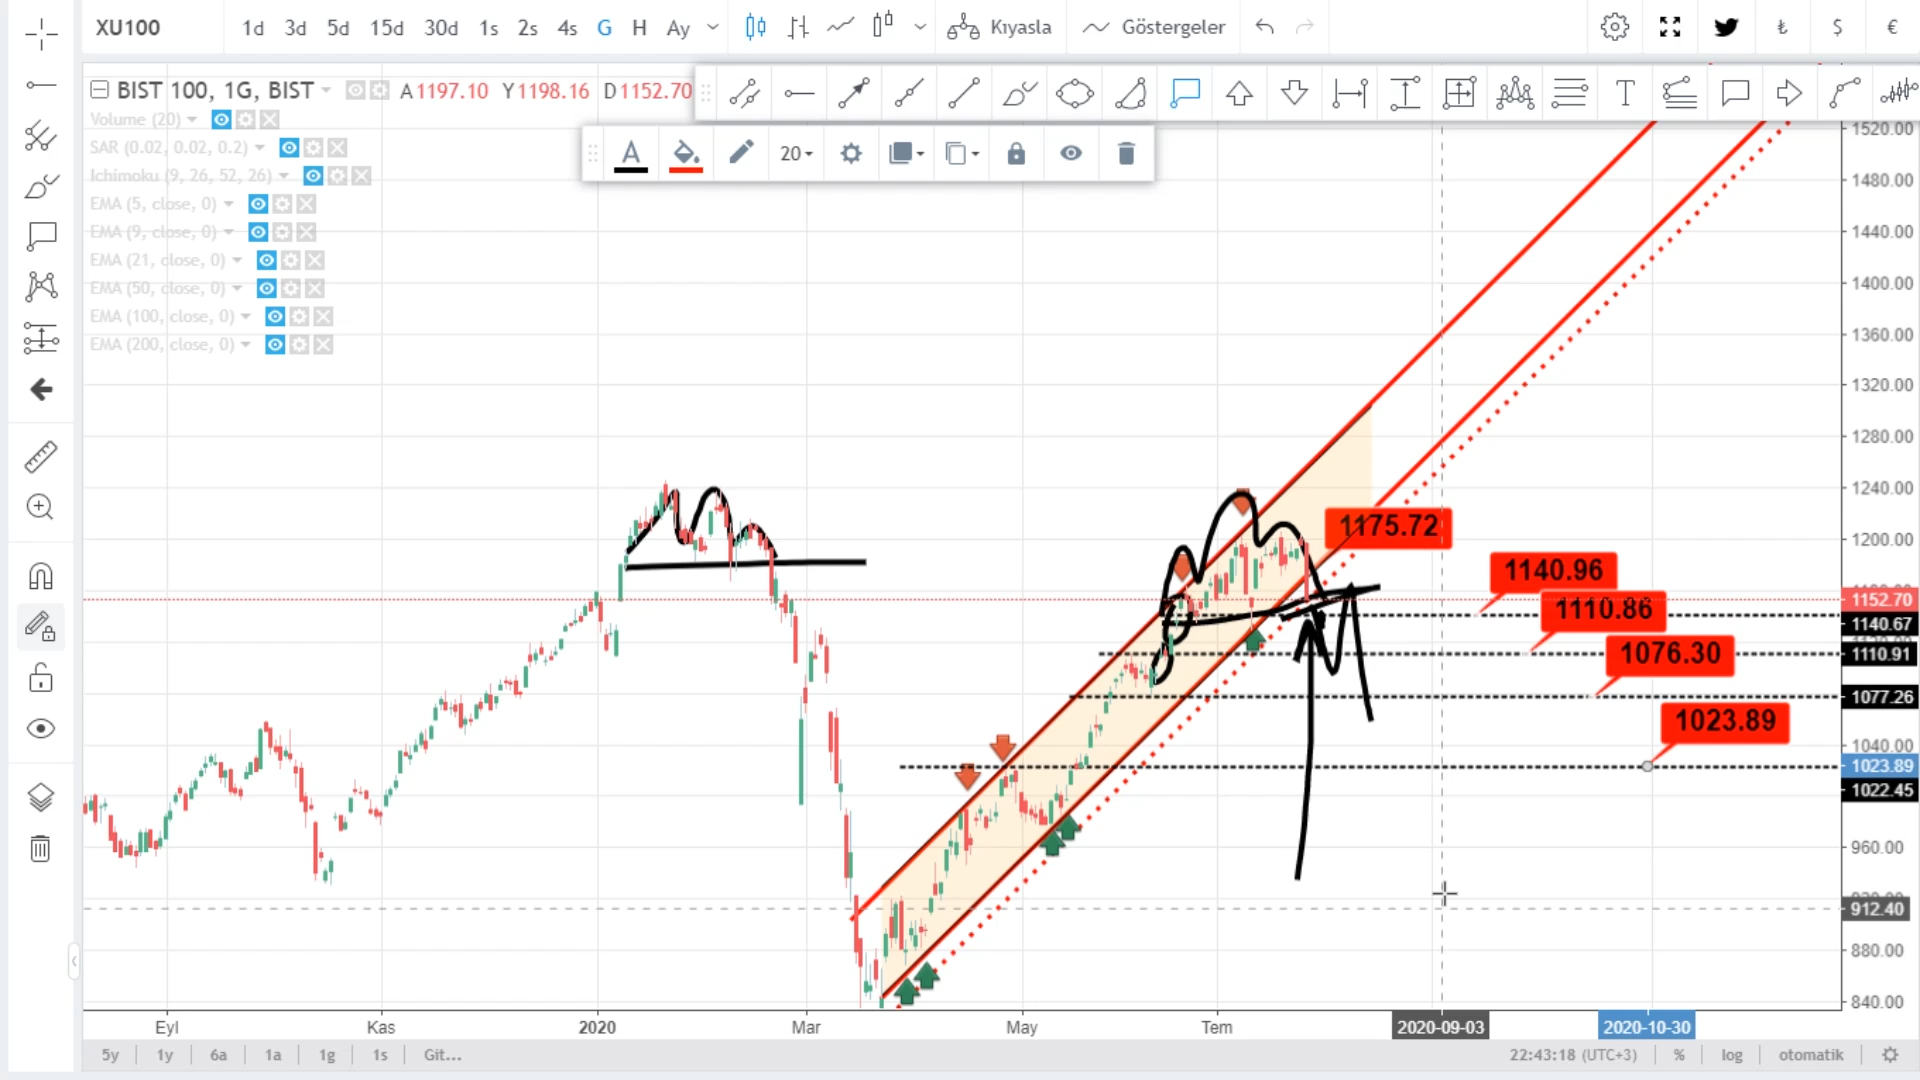 XU100 1d 3d 5d 15d 30d 1s 2s 4s G H Ay Kıyasla Göstergeler ₺ $ €
BIST 100, 1G, BIST A1197.10 Y1198.16 D1152.70
Volume (20)
SAR (0.02, 0.02, 0.2)
Ichimoku (9, 26, 52, 26)
EMA (5, close, 0)
EMA (9, close, 0)
EMA (21, close, 0)
EMA (50, close, 0)
EMA (100, close, 0)
EMA (200, close, 0)
A 20
T
1520.00
1480.00
1440.00
1400.00
1360.00
1320.00
1280.00
1240.00
1200.00
1175.72
1140.96
1110.86
1076.30
1023.89
1152.70
1140.67
1110.91
1077.26
1040.00
1023.89
1022.45
960.00
912.40
880.00
840.00
Eyl Kas 2020 Mar May Tem 2020-09-03 2020-10-30
5y 1y 6a 1a 1g 1s Git... 22:43:18 (UTC+3) % log otomatik